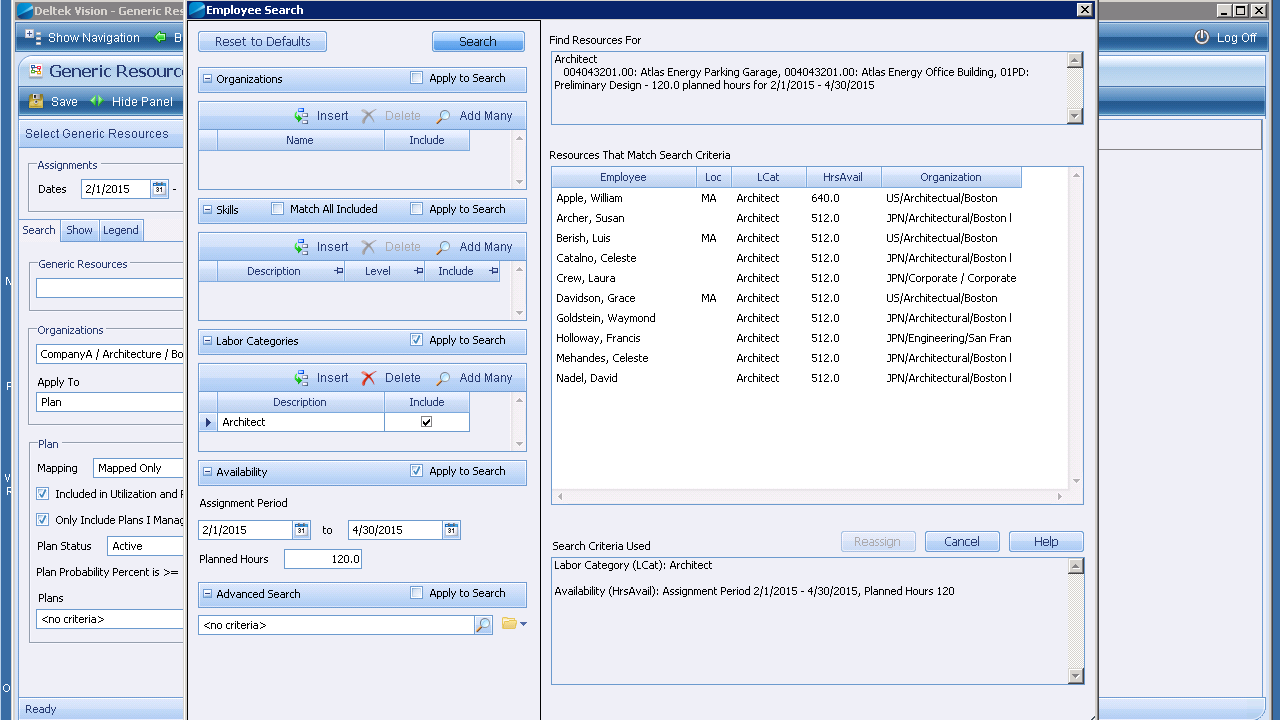 Deltek Vision - Generic Res
Show Navigation
Log Off
Generic Resourc
Save
Hide Panel
Select Generic Resources
Assignments
Dates
2/1/2015
31
-
Search
Show
Legend
Generic Resources
Organizations
CompanyA / Architecture / Bo
Apply To
Plan
Plan
Mapping
Mapped Only
Included in Utilization and
Only Include Plans I Manag
Plan Status
Active
Plan Probability Percent is >=
Plans
<no criteria>
Ready
Employee Search
Reset to Defaults
Search
Organizations
Apply to Search
Insert
Delete
Add Many
Name
Include
Skills
Match All Included
Apply to Search
Insert
Delete
Add Many
Description
Level
Include
Labor Categories
Apply to Search
Insert
Delete
Add Many
Description
Include
Architect
Availability
Apply to Search
Assignment Period
2/1/2015
31
to
4/30/2015
31
Planned Hours
120.0
Advanced Search
Apply to Search
<no criteria>
Find Resources For
Architect
004043201.00: Atlas Energy Parking Garage, 004043201.00: Atlas Energy Office Building, 01PD:
Preliminary Design - 120.0 planned hours for 2/1/2015 - 4/30/2015
Resources That Match Search Criteria
Employee Loc LCat HrsAvail Organization
Apple, William MA Architect 640.0 US/Architectual/Boston
Archer, Susan Architect 512.0 JPN/Architectural/Boston l
Berish, Luis MA Architect 512.0 US/Architectual/Boston
Catalno, Celeste Architect 512.0 JPN/Architectural/Boston l
Crew, Laura Architect 512.0 JPN/Corporate / Corporate
Davidson, Grace MA Architect 512.0 US/Architectual/Boston
Goldstein, Waymond Architect 512.0 JPN/Architectural/Boston l
Holloway, Francis Architect 512.0 JPN/Engineering/San Fran
Mehandes, Celeste Architect 512.0 JPN/Architectural/Boston l
Nadel, David Architect 512.0 JPN/Architectural/Boston l
Reassign
Cancel
Help
Search Criteria Used
Labor Category (LCat): Architect
Availability (HrsAvail): Assignment Period 2/1/2015 - 4/30/2015, Planned Hours 120